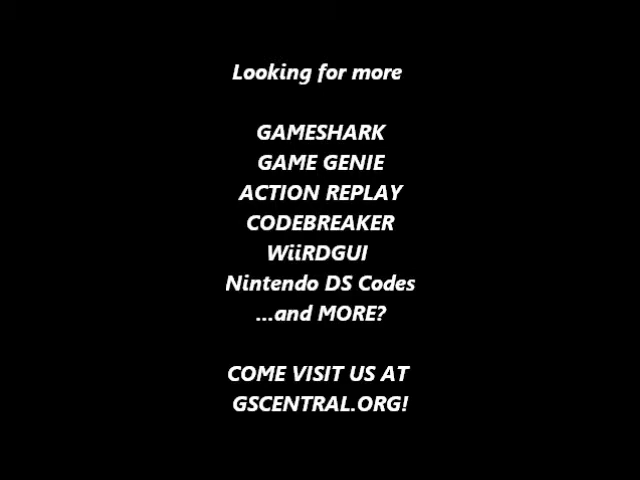 Looking for more
GAMESHARK
GAME GENIE
ACTION REPLAY
CODEBREAKER
WiiRDGUI
Nintendo DS Codes
...and MORE?
COME VISIT US AT
GSCENTRAL.ORG!